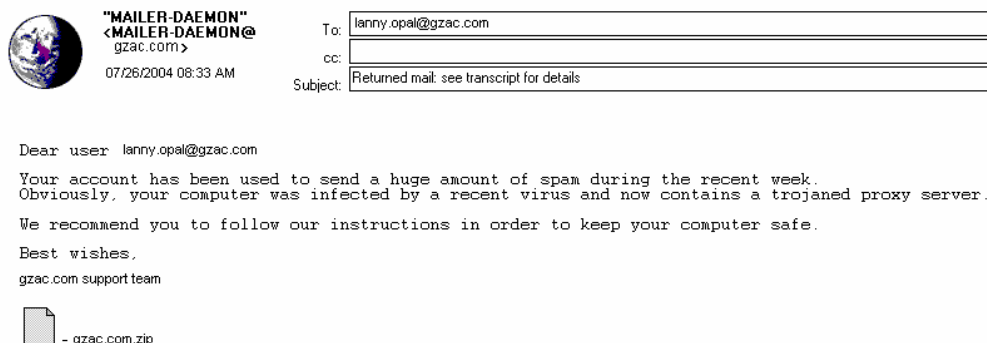 "MAILER-DAEMON"
<MAILER-DAEMON@
gzac.com>
07/26/2004 08:33 AM
To: lanny.opal@gzac.com
cc:
Subject: Returned mail: see transcript for details
Dear user lanny.opal@gzac.com
Your account has been used to send a huge amount of spam during the recent week.
Obviously, your computer was infected by a recent virus and now contains a trojaned proxy server.
We recommend you to follow our instructions in order to keep your computer safe.
Best wishes,
gzac.com support team
- gzac.com.zip